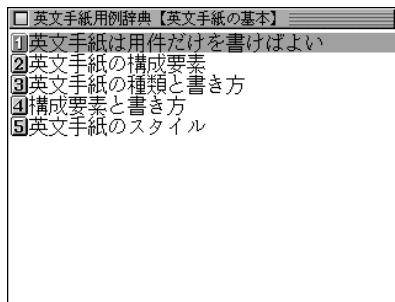 英文手紙用例辞典【英文手紙の基本】
1英文手紙は用件だけを書けばよい
2英文手紙の構成要素
3英文手紙の種類と書き方
4構成要素と書き方
5英文手紙のスタイル